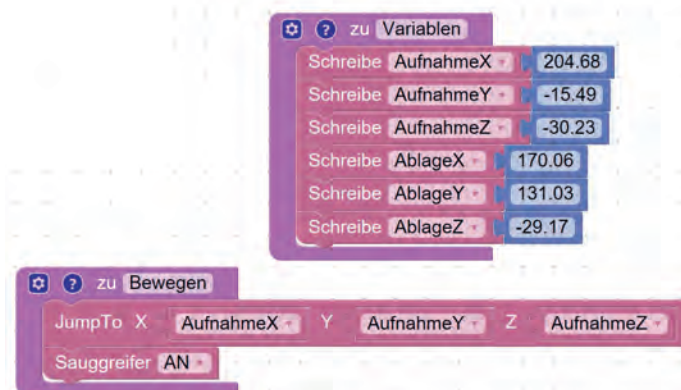 ? zu Variablen
Schreibe AufnahmeX 204.68
Schreibe AufnahmeY -15.49
Schreibe AufnahmeZ -30.23
Schreibe AblageX 170.06
Schreibe AblageY 131.03
Schreibe AblageZ -29.17
? zu Bewegen
JumpTo X AufnahmeX Y AufnahmeY Z AufnahmeZ
Sauggreifer AN